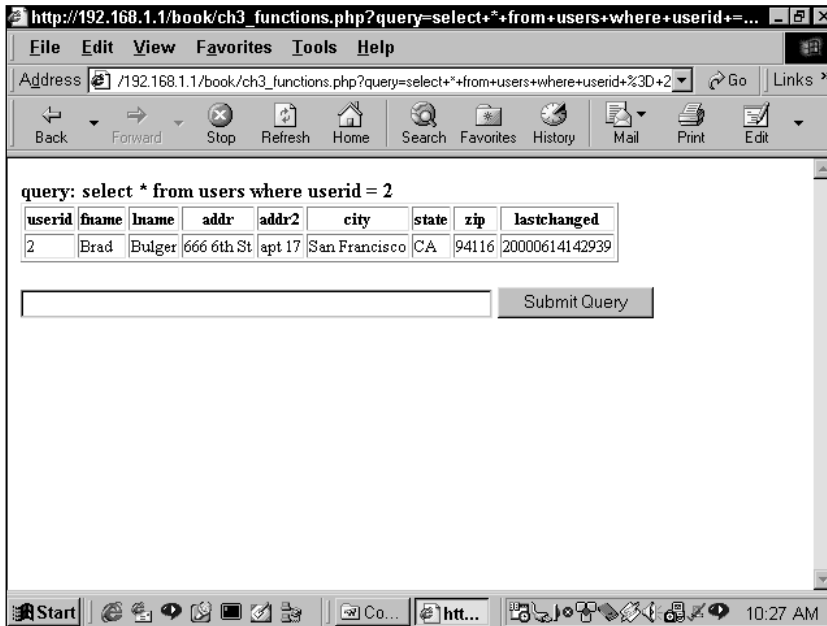 http://192.168.1.1/book/ch3_functions.php?query=select+*+from+users+where+userid+=...
File Edit View Favorites Tools Help
Address /192.168.1.1/book/ch3_functions.php?query=select+*+from+users+where+userid+%3D+2 Go Links »
Back Forward Stop Refresh Home Search Favorites History Mail Print Edit
query: select * from users where userid = 2
userid fname lname addr addr2 city state zip lastchanged
2 Brad Bulger 666 6th St apt 17 San Francisco CA 94116 20000614142939
Submit Query
Start Co... htt... 10:27 AM